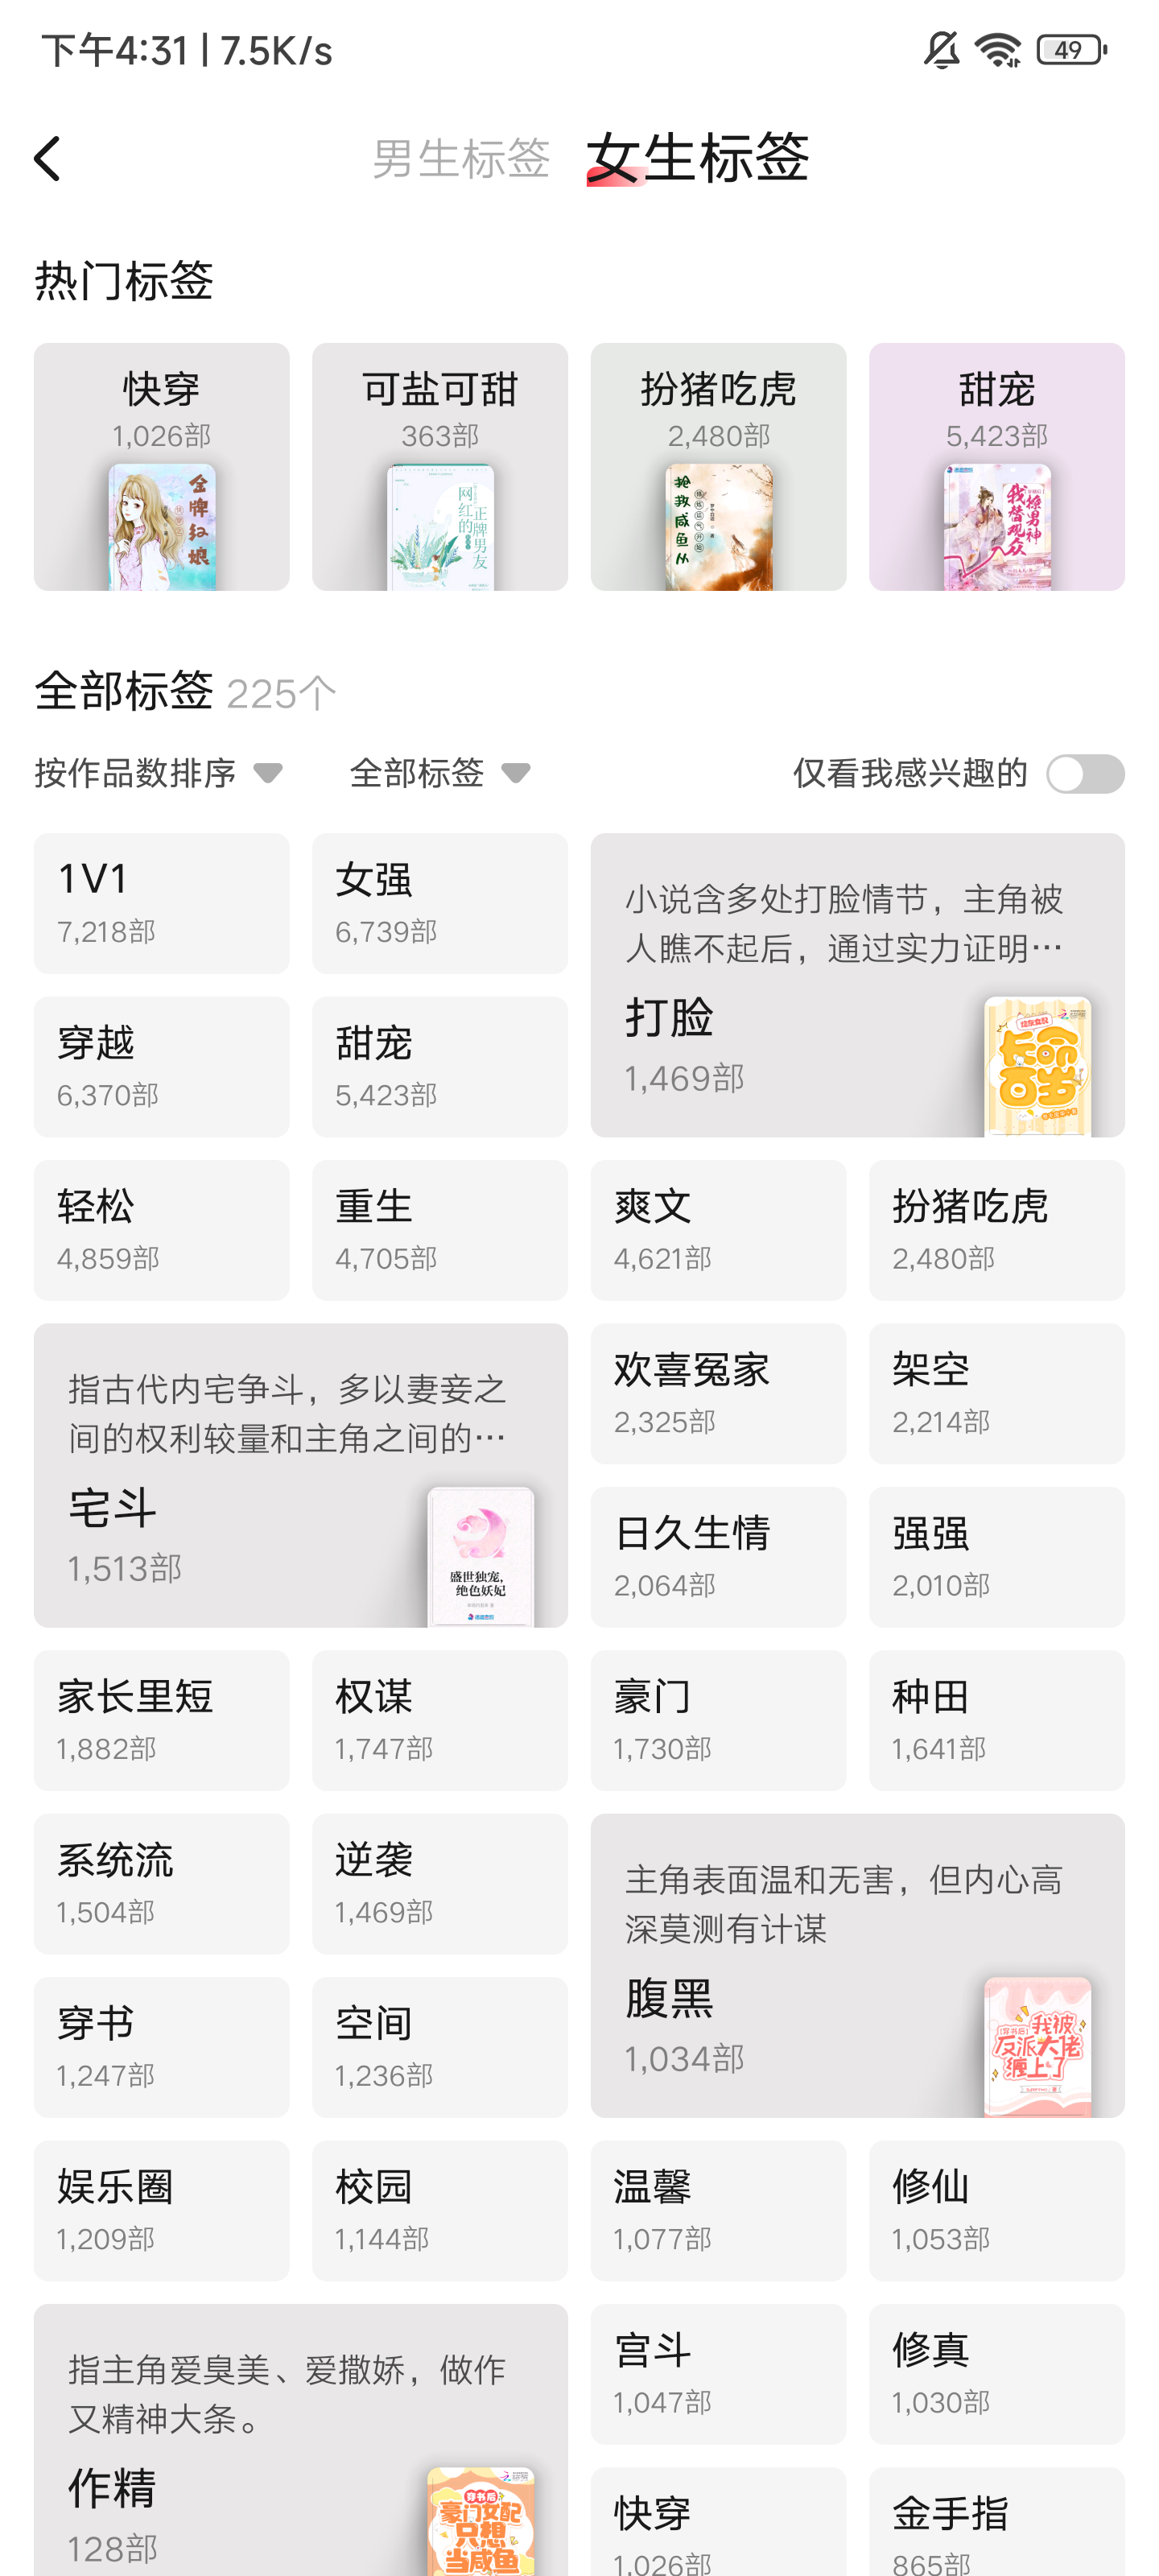 下午4:31 | 7.5K/s
49
男生标签 女生标签
热门标签
快穿
1,026部
金牌红娘
可盐可甜
363部
网红的
正牌男友
扮猪吃虎
2,480部
抢救咸鱼从
甜宠
5,423部
我替观众
撩男神
全部标签 225个
按作品数排序 全部标签 仅看我感兴趣的
1V1
7,218部
女强
6,739部
小说含多处打脸情节，主角被
人瞧不起后，通过实力证明…
打脸
1,469部
长命
百岁
穿越
6,370部
甜宠
5,423部
轻松
4,859部
重生
4,705部
爽文
4,621部
扮猪吃虎
2,480部
指古代内宅争斗，多以妻妾之
间的权利较量和主角之间的…
宅斗
1,513部
盛世独宠，
绝色妖妃
欢喜冤家
2,325部
架空
2,214部
日久生情
2,064部
强强
2,010部
家长里短
1,882部
权谋
1,747部
豪门
1,730部
种田
1,641部
系统流
1,504部
逆袭
1,469部
主角表面温和无害，但内心高
深莫测有计谋
腹黑
1,034部
[穿书后]
我被
反派大佬
缠上了
穿书
1,247部
空间
1,236部
娱乐圈
1,209部
校园
1,144部
温馨
1,077部
修仙
1,053部
指主角爱臭美、爱撒娇，做作
又精神大条。
作精
128部
穿书后
豪门女配
只想
当咸鱼
宫斗
1,047部
修真
1,030部
快穿
1,026部
金手指
865部